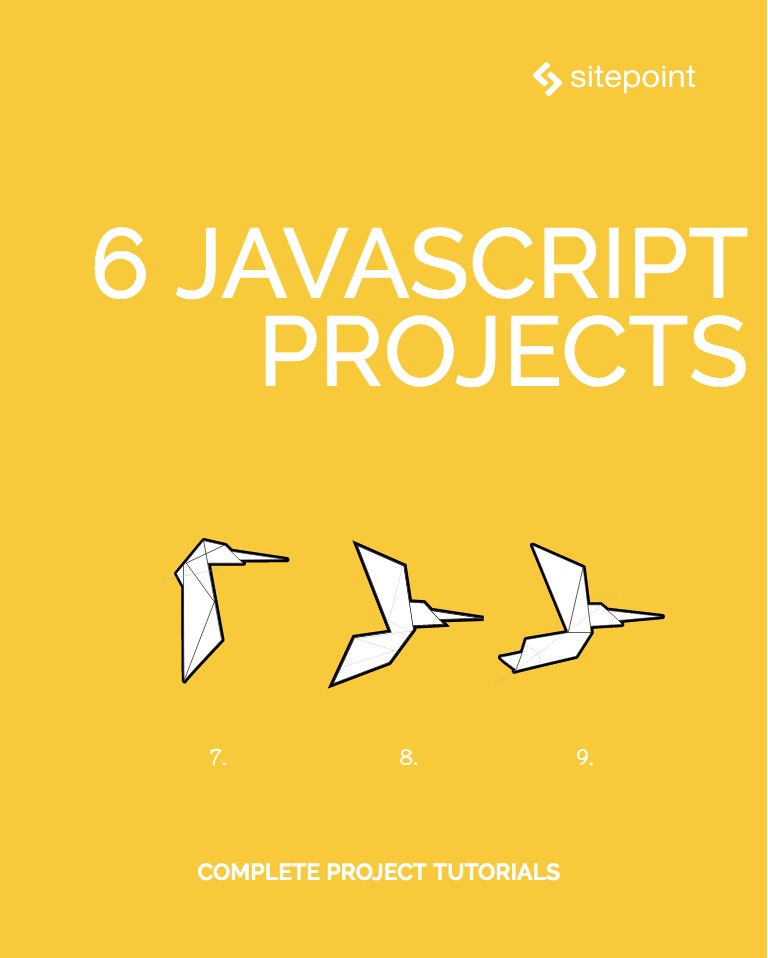 sitepoint
6 JAVASCRIPT
PROJECTS
7. 8. 9.
COMPLETE PROJECT TUTORIALS